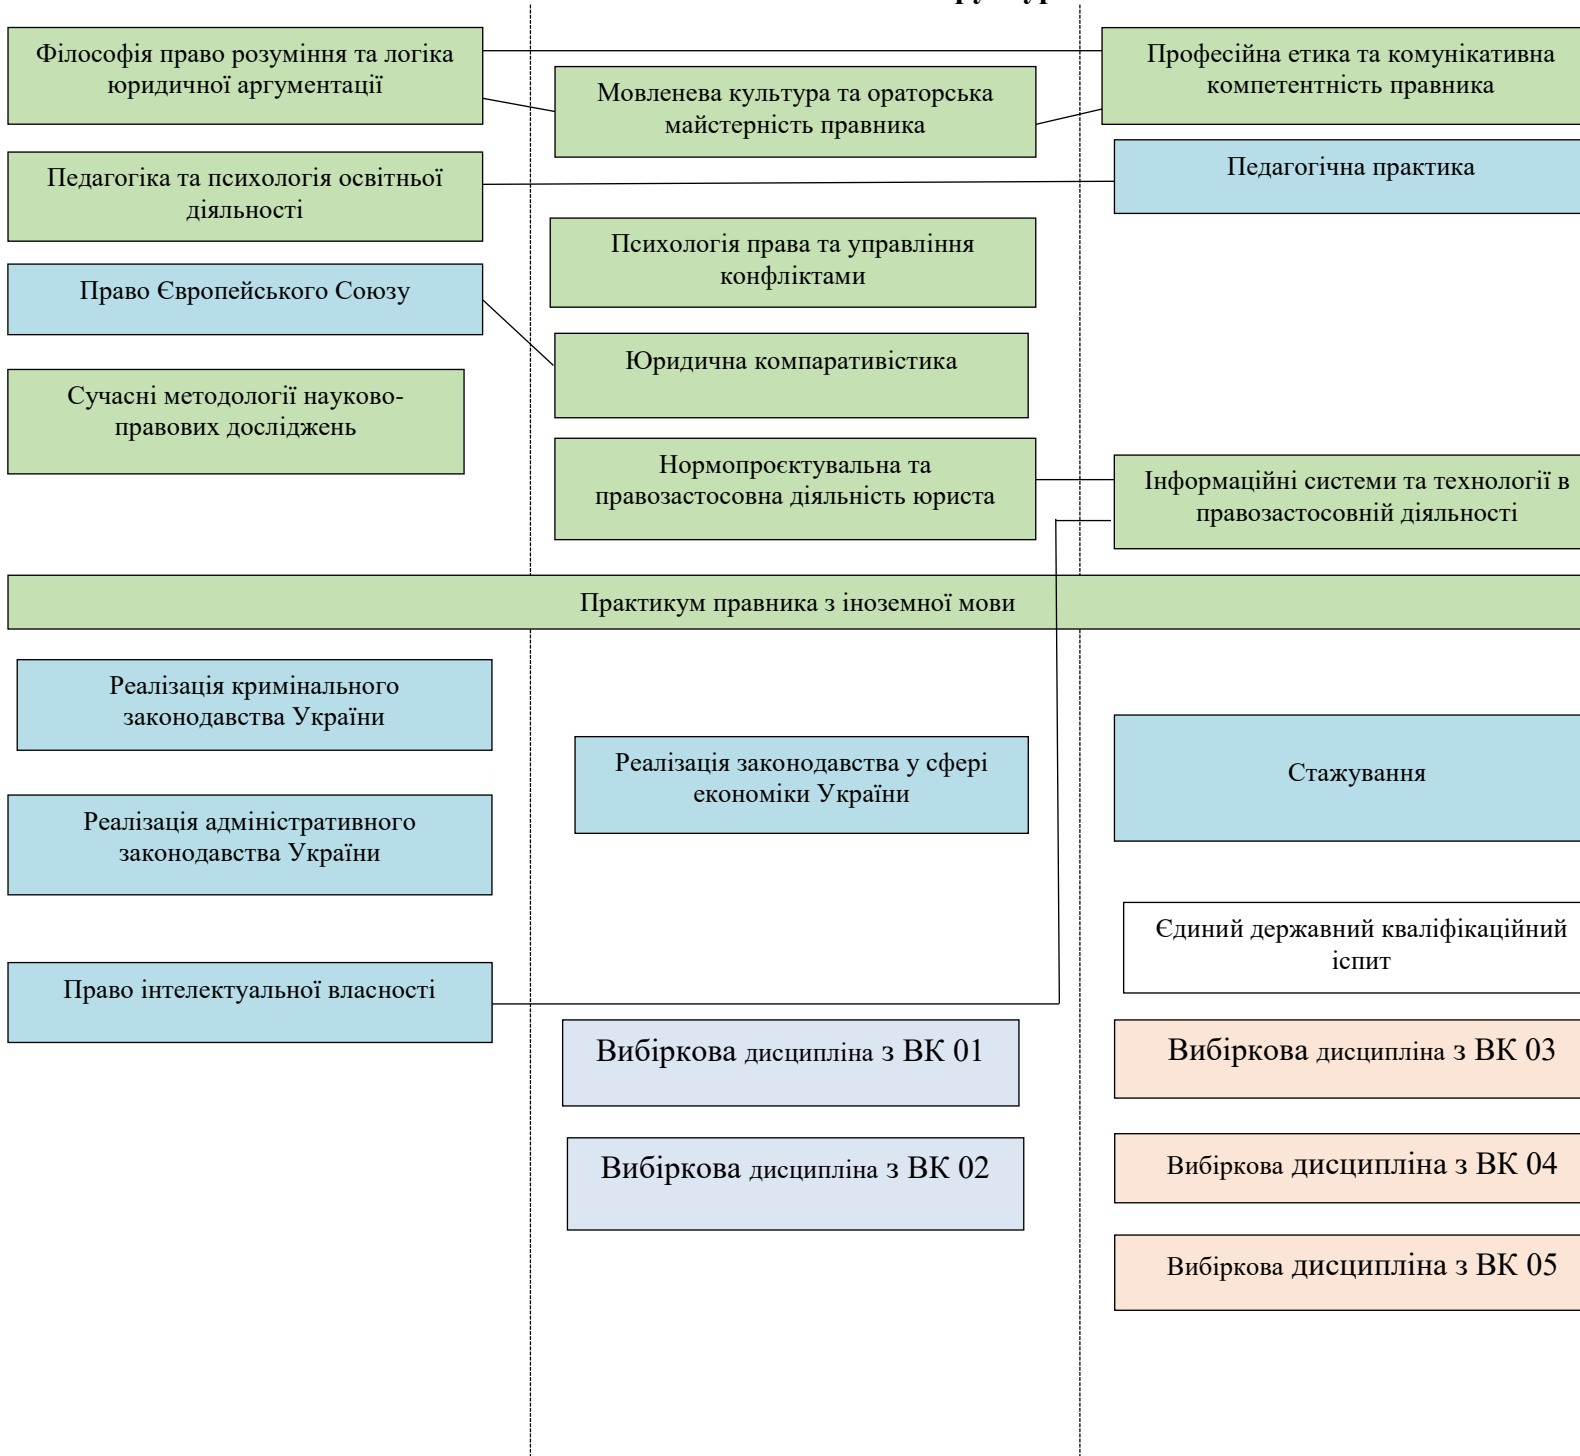 Філософія право розуміння та логіка
юридичної аргументації
Мовленева культура та ораторська
майстерність правника
Професійна етика та комунікативна
компетентність правника
Педагогіка та психологія освітньої
діяльності
Педагогічна практика
Психологія права та управління
конфліктами
Право Європейського Союзу
Юридична компаративістика
Сучасні методології науково-
правових досліджень
Нормопроєктувальна та
правозастосовна діяльність юриста
Інформаційні системи та технології в
правозастосовній діяльності
Практикум правника з іноземної мови
Реалізація кримінального
законодавства України
Реалізація законодавства у сфері
економіки України
Стажування
Реалізація адміністративного
законодавства України
Єдиний державний кваліфікаційний
іспит
Право інтелектуальної власності
Вибіркова дисципліна з ВК 01
Вибіркова дисципліна з ВК 03
Вибіркова дисципліна з ВК 02
Вибіркова дисципліна з ВК 04
Вибіркова дисципліна з ВК 05